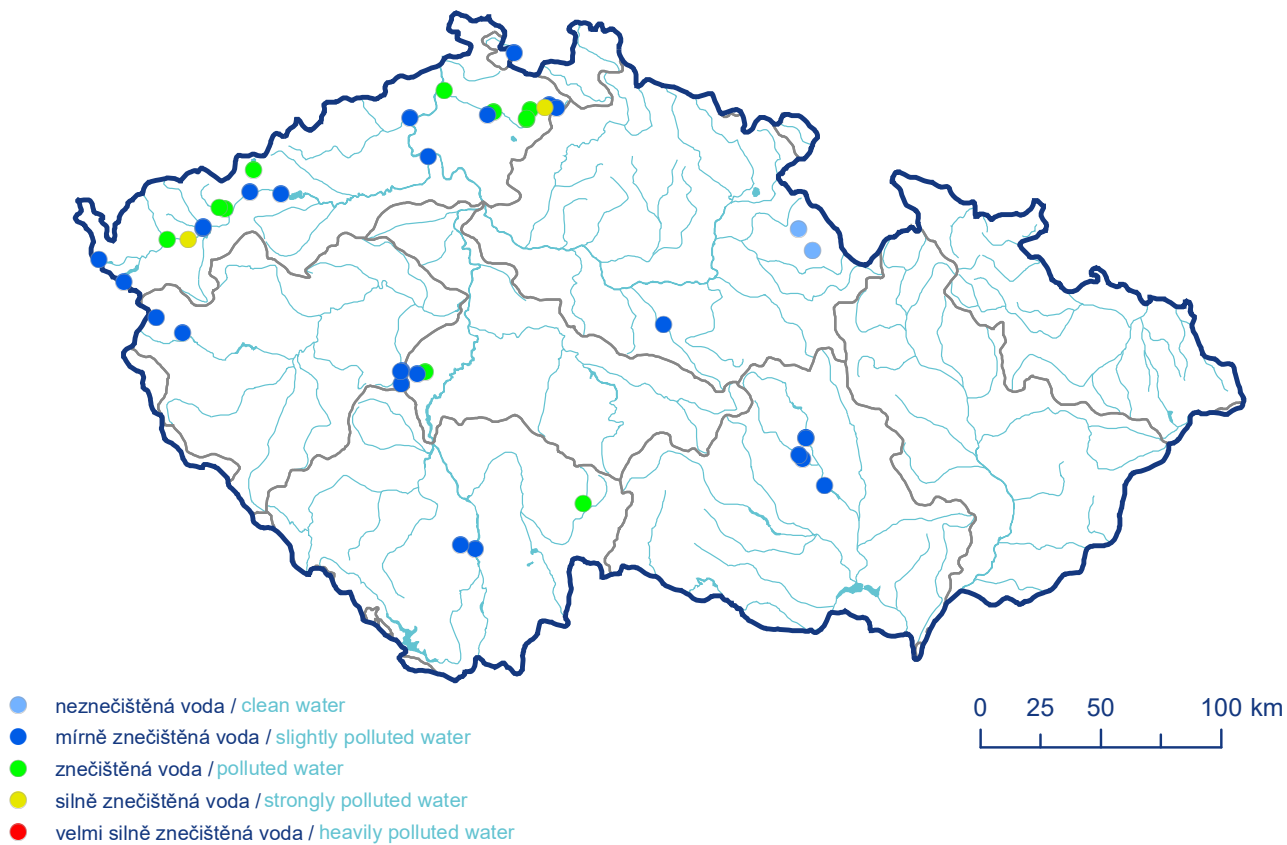 neznečištěná voda / clean water
mírně znečištěná voda / slightly polluted water
znečištěná voda / polluted water
silně znečištěná voda / strongly polluted water
velmi silně znečištěná voda / heavily polluted water
0 25 50 100 km